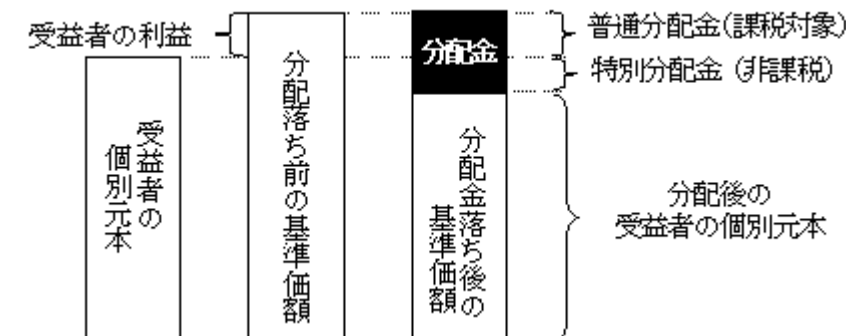 受益者の利益
受益者の
個別元本
分配落ち前の基準価額
分配金
分配金落ち後の
基準価額
普通分配金(課税対象)
特別分配金 (非課税)
分配後の
受益者の個別元本